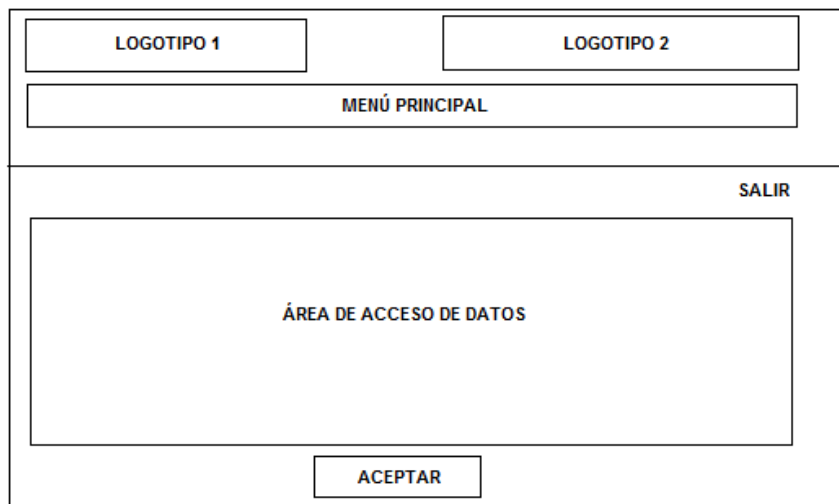 LOGOTIPO 1
LOGOTIPO 2
MENÚ PRINCIPAL
SALIR
ÁREA DE ACCESO DE DATOS
ACEPTAR